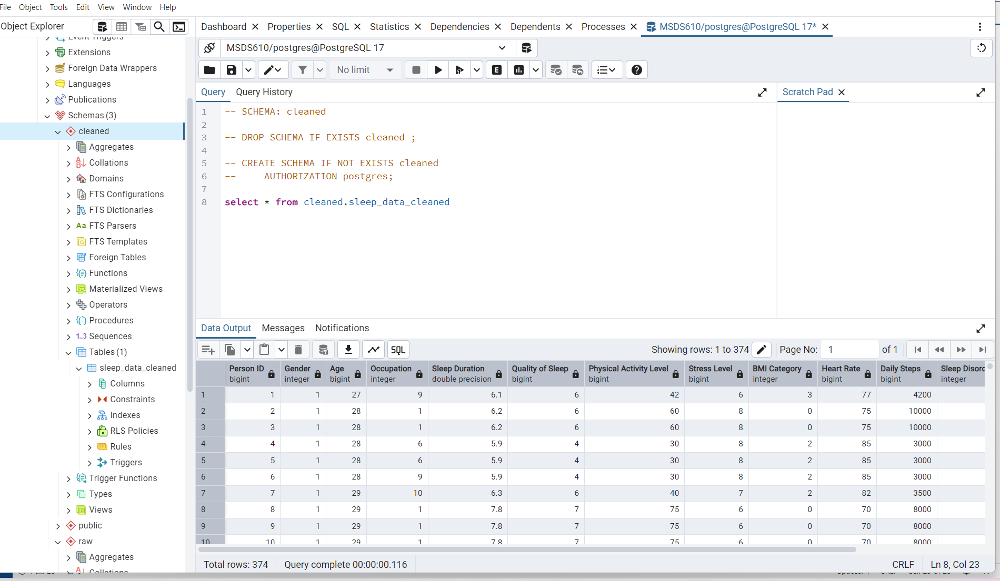 File Object Tools Edit View Window Help
Object Explorer
Dashboard Properties SQL Statistics Dependencies Dependents Processes MSDS610/postgres@PostgreSQL 17*
MSDS610/postgres@PostgreSQL 17
No limit
Event Triggers
Extensions
Foreign Data Wrappers
Languages
Publications
Schemas (3)
cleaned
Aggregates
Collations
Domains
FTS Configurations
FTS Dictionaries
Aa FTS Parsers
FTS Templates
Foreign Tables
Functions
Materialized Views
Operators
Procedures
1..3 Sequences
Tables (1)
sleep_data_cleaned
Columns
Constraints
Indexes
RLS Policies
Rules
Triggers
Trigger Functions
Types
Views
public
raw
Aggregates
Collations
Query Query History
Scratch Pad
1 -- SCHEMA: cleaned
2
3 -- DROP SCHEMA IF EXISTS cleaned ;
4
5 -- CREATE SCHEMA IF NOT EXISTS cleaned
6 --     AUTHORIZATION postgres;
7
8 select * from cleaned.sleep_data_cleaned
Data Output Messages Notifications
SQL Showing rows: 1 to 374 Page No: 1 of 1
Person ID Gender Age Occupation Sleep Duration Quality of Sleep Physical Activity Level Stress Level BMI Category Heart Rate Daily Steps Sleep Disorc
bigint integer bigint integer double precision bigint bigint bigint integer bigint bigint integer
1 1 1 27 9 6.1 6 42 6 3 77 4200
2 2 1 28 1 6.2 6 60 8 0 75 10000
3 3 1 28 1 6.2 6 60 8 0 75 10000
4 4 1 28 6 5.9 4 30 8 2 85 3000
5 5 1 28 6 5.9 4 30 8 2 85 3000
6 6 1 28 9 5.9 4 30 8 2 85 3000
7 7 1 29 10 6.3 6 40 7 2 82 3500
8 8 1 29 1 7.8 7 75 6 0 70 8000
9 9 1 29 1 7.8 7 75 6 0 70 8000
10 10 1 29 1 7.8 7 75 6 0 70 8000
Total rows: 374 Query complete 00:00:00.116 CRLF Ln 8, Col 23